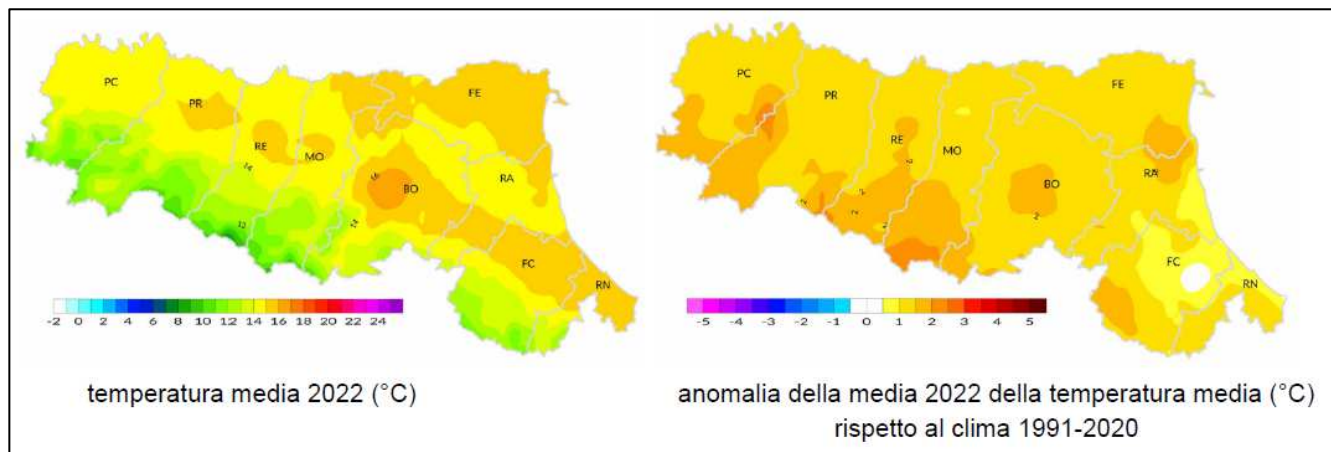 PC
PR
RE
MO
FE
BO
RA
FC
RN
14
12
14
16
-2 0 2 4 6 8 10 12 14 16 18 20 22 24
temperatura media 2022 (°C)
PC
PR
RE
MO
FE
BO
RA
FC
RN
2
2
2
2
2
-5 -4 -3 -2 -1 0 1 2 3 4 5
anomalia della media 2022 della temperatura media (°C)
rispetto al clima 1991-2020